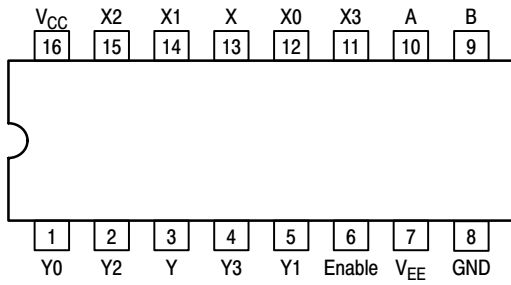 VCC X2 X1 X X0 X3 A B
16 15 14 13 12 11 10 9
1 2 3 4 5 6 7 8
Y0 Y2 Y Y3 Y1 Enable VEE GND